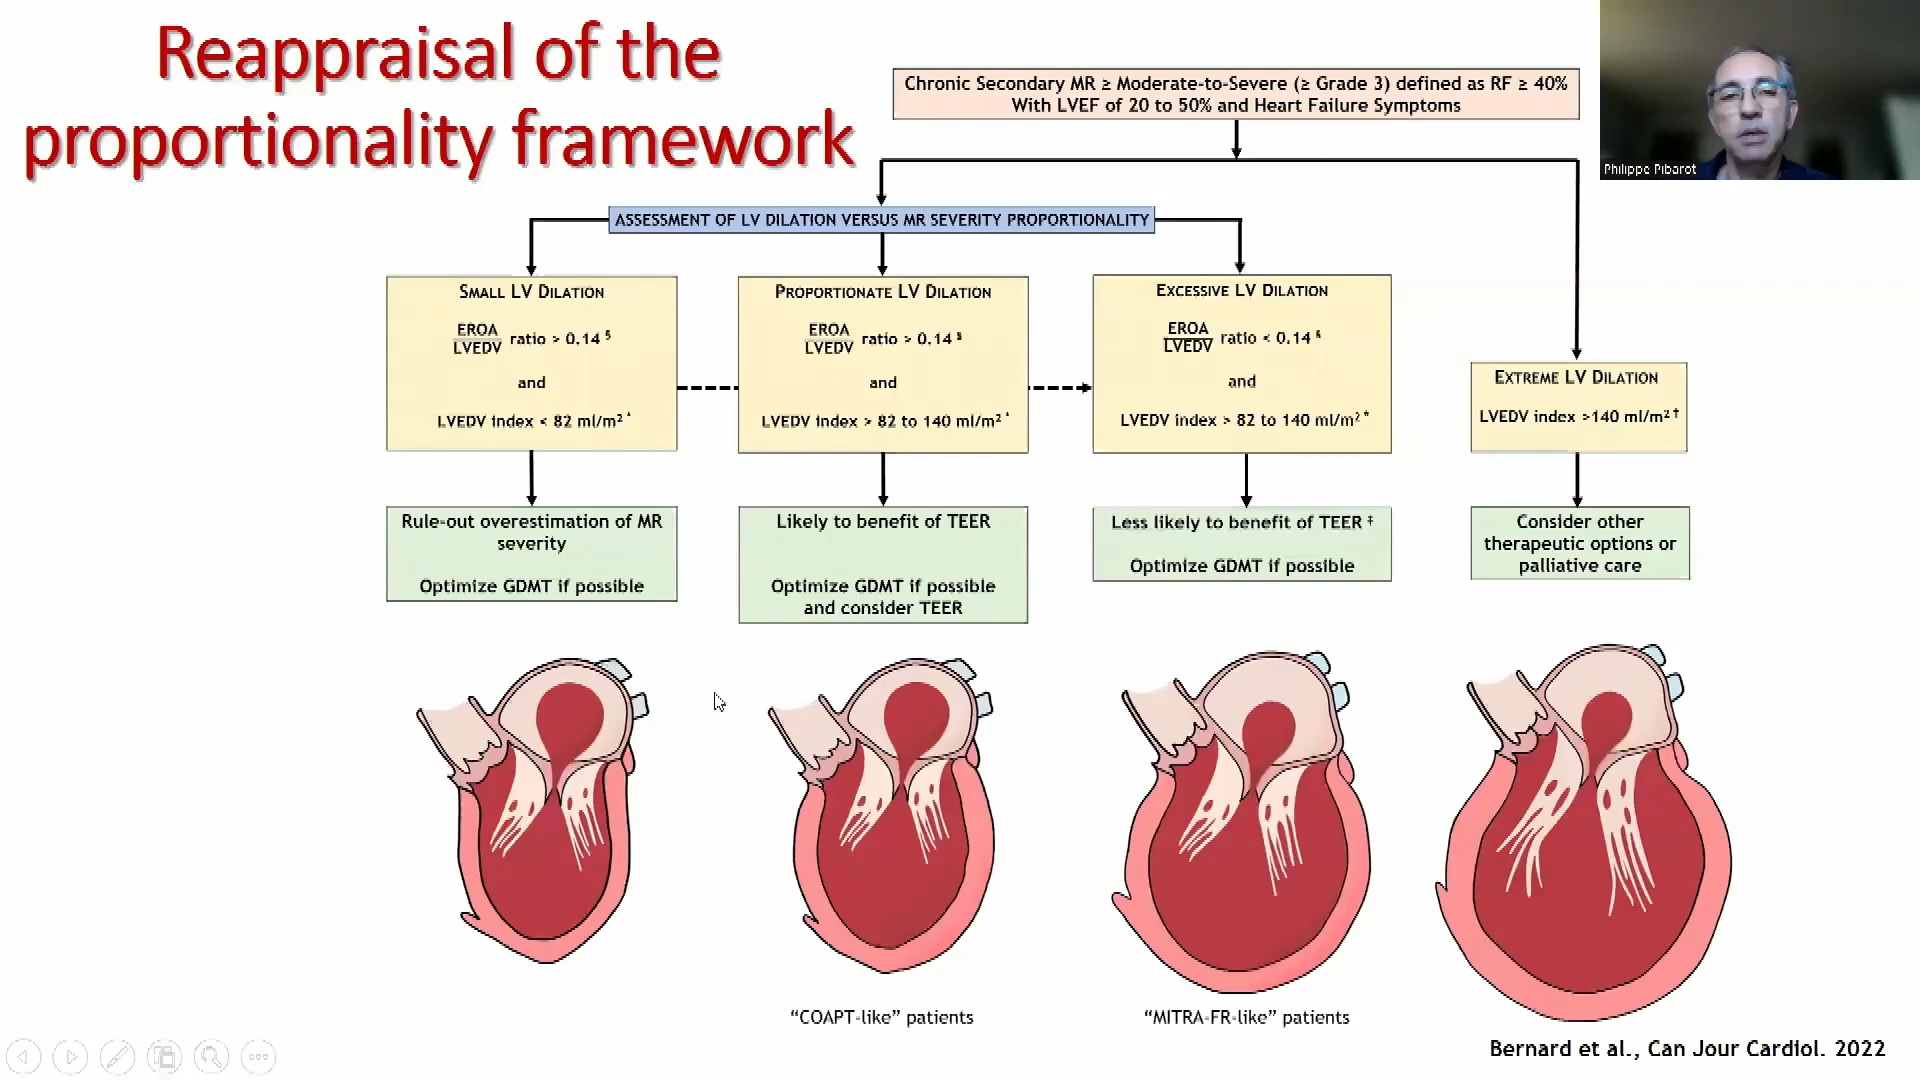 Reappraisal of the
proportionality framework
Chronic Secondary MR ≥ Moderate-to-Severe (≥ Grade 3) defined as RF ≥ 40%
With LVEF of 20 to 50% and Heart Failure Symptoms
Philippe Pibarot
ASSESSMENT OF LV DILATION VERSUS MR SEVERITY PROPORTIONALITY
SMALL LV DILATION
EROA
LVEDV ratio > 0.14 §
and
LVEDV index < 82 ml/m² *
PROPORTIONATE LV DILATION
EROA
LVEDV ratio > 0.14 §
and
LVEDV index > 82 to 140 ml/m² *
EXCESSIVE LV DILATION
EROA
LVEDV ratio < 0.14 §
and
LVEDV index > 82 to 140 ml/m² *
EXTREME LV DILATION
LVEDV index >140 ml/m² †
Rule-out overestimation of MR
severity
Optimize GDMT if possible
Likely to benefit of TEER
Optimize GDMT if possible
and consider TEER
Less likely to benefit of TEER ‡
Optimize GDMT if possible
Consider other
therapeutic options or
palliative care
“COAPT-like” patients
“MITRA-FR-like” patients
Bernard et al., Can Jour Cardiol. 2022